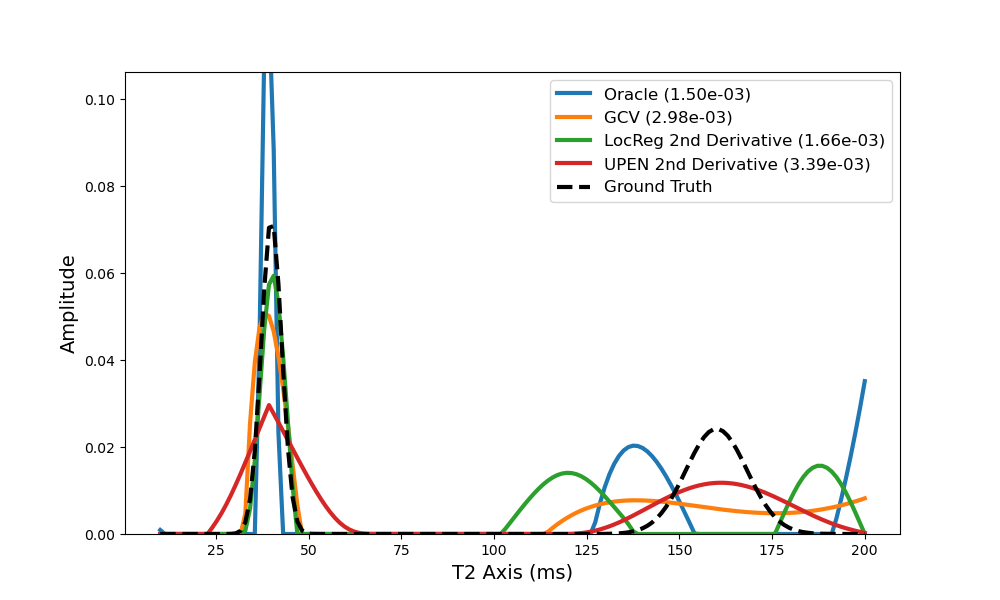 Oracle (1.50e-03)
GCV (2.98e-03)
LocReg 2nd Derivative (1.66e-03)
UPEN 2nd Derivative (3.39e-03)
Ground Truth
Amplitude
0.10
0.08
0.06
0.04
0.02
0.00
25 50 75 100 125 150 175 200
T2 Axis (ms)